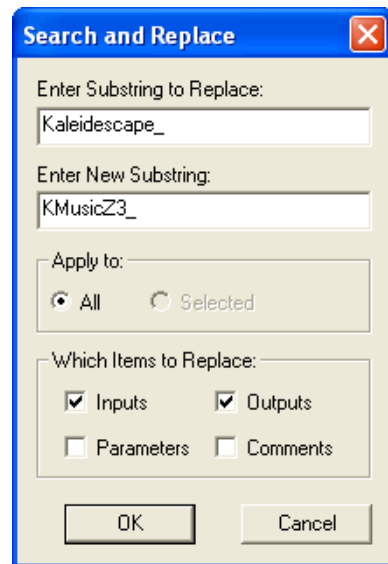 Search and Replace
Enter Substring to Replace:
Kaleidescape_
Enter New Substring:
KMusicZ3_
Apply to:
All Selected
Which Items to Replace:
Inputs Outputs
Parameters Comments
OK Cancel